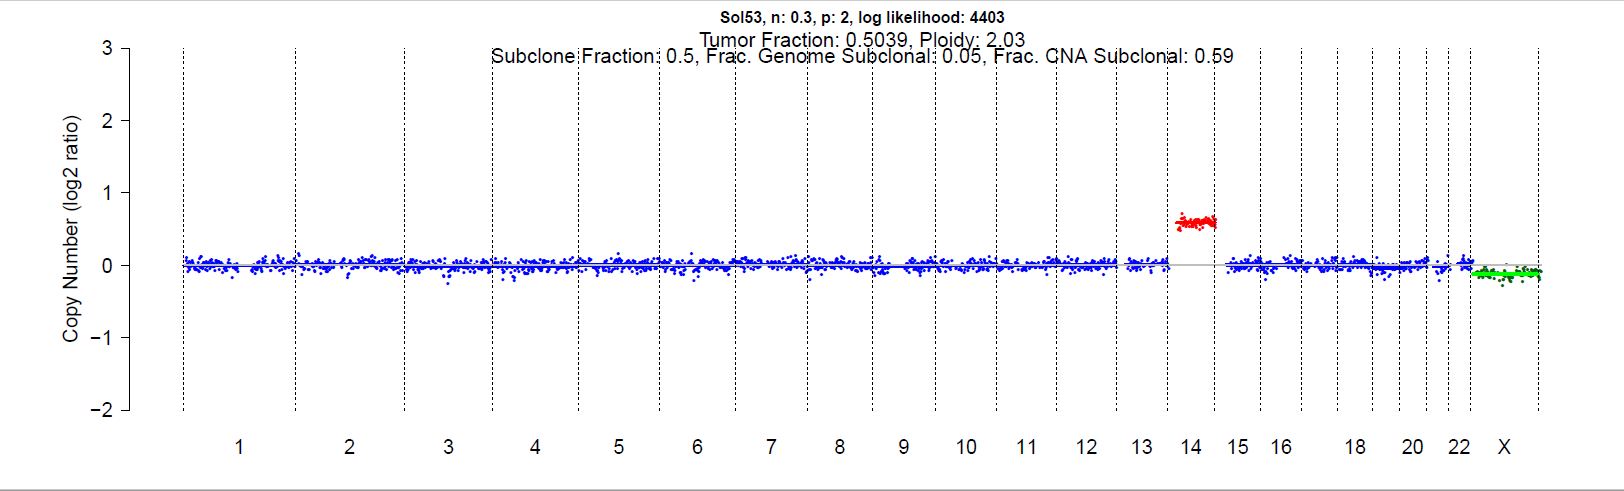 Sol53, n: 0.3, p: 2, log likelihood: 4403
Tumor Fraction: 0.5039, Ploidy: 2.03
Subclone Fraction: 0.5, Frac. Genome Subclonal: 0.05, Frac. CNA Subclonal: 0.59
Copy Number (log2 ratio)
3
2
1
0
−1
−2
1 2 3 4 5 6 7 8 9 10 11 12 13 14 15 16 18 20 22 X